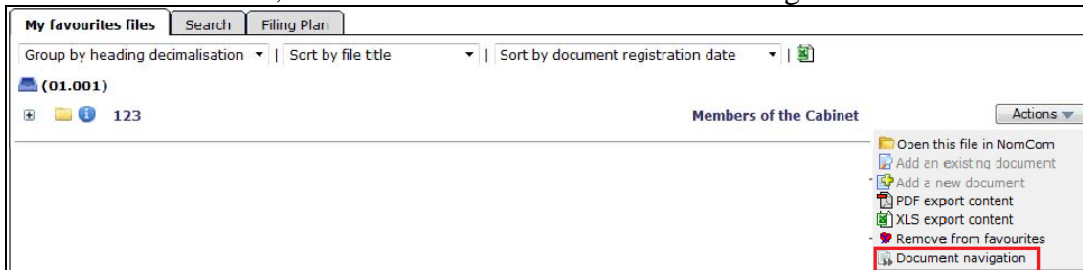 My favourites files Search Filing Plan
Group by heading decimalisation | Sort by file title | Sort by document registration date |
(01.001)
123 Members of the Cabinet Actions
Open this file in NomCom
Add an existing document
Add a new document
PDF export content
XLS export content
Remove from favourites
Document navigation